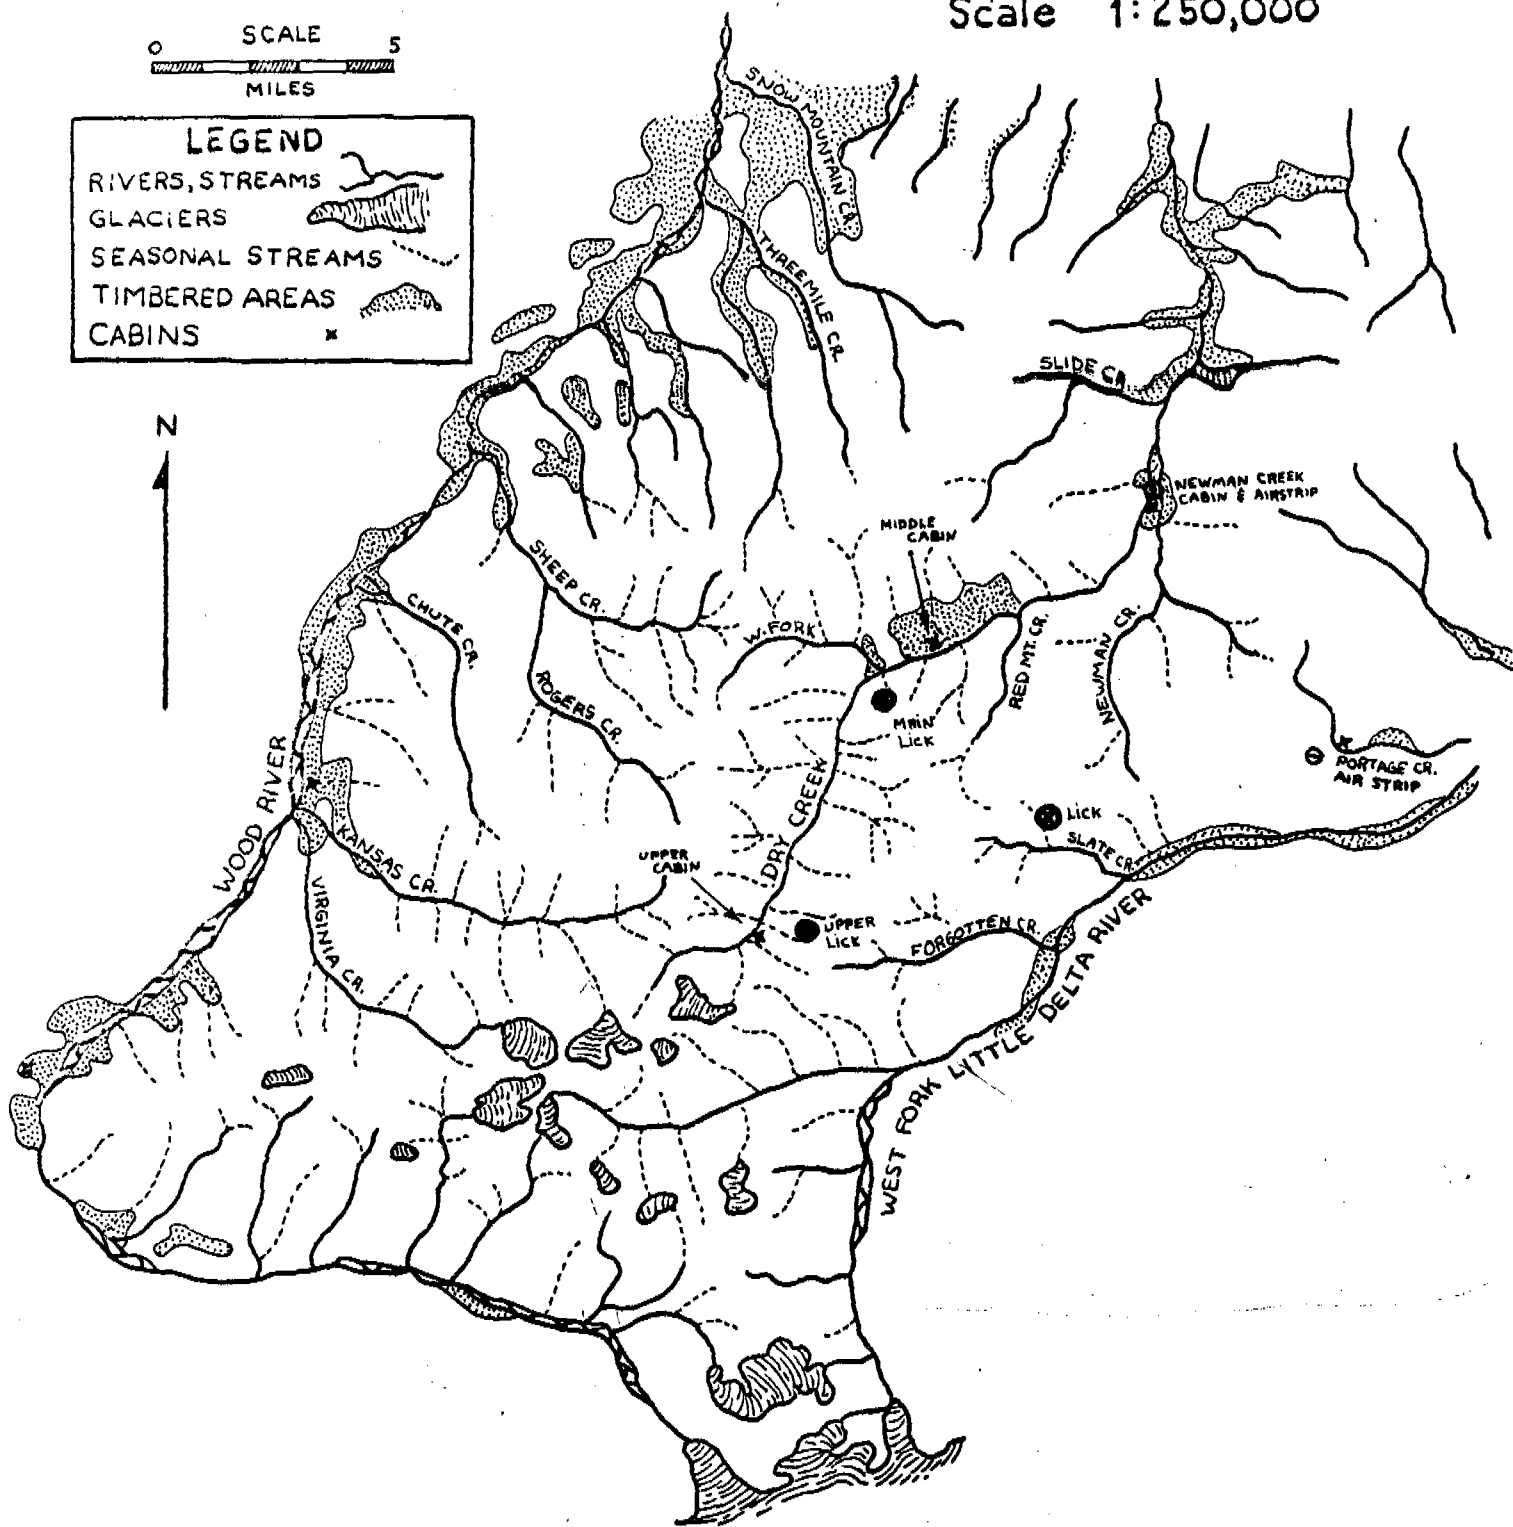 Scale 1:250,000
SCALE
0 5
MILES
LEGEND
RIVERS, STREAMS
GLACIERS
SEASONAL STREAMS
TIMBERED AREAS
CABINS
N
SNOW MOUNTAIN CR.
THREEMILE CR.
SLIDE CR.
NEWMAN CREEK
CABIN & AIRSTRIP
MIDDLE
CABIN
SHEEP CR.
CHUTE CR.
W. FORK
RED MT. CR.
NEWMAN CR.
ROGERS CR.
MAIN
LICK
PORTAGE CR.
AIR STRIP
WOOD RIVER
DRY CREEK
LICK
SLATE CR.
KANSAS CR.
UPPER
CABIN
VIRGINIA CR.
UPPER
LICK
FORGOTTEN CR.
WEST FORK LITTLE DELTA RIVER